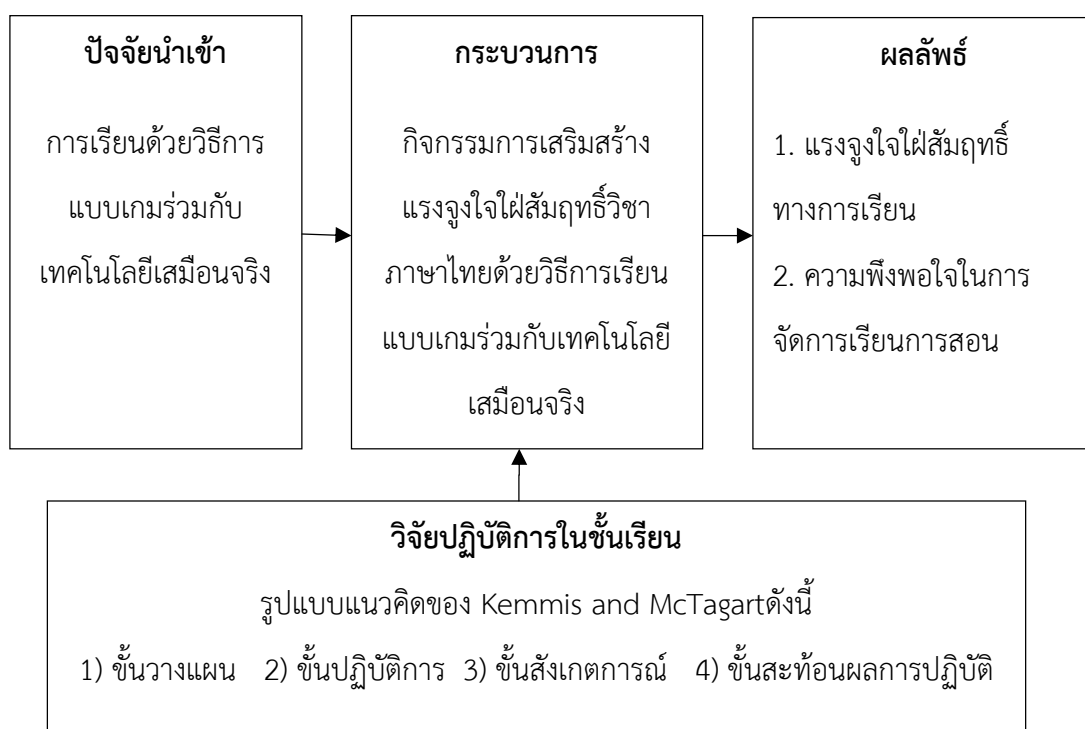 ปัจจัยนำเข้า
การเรียนด้วยวิธีการ
แบบเกมร่วมกับ
เทคโนโลยีเสมือนจริง
กระบวนการ
กิจกรรมการเสริมสร้าง
แรงจูงใจใฝ่สัมฤทธิ์วิชา
ภาษาไทยด้วยวิธีการเรียน
แบบเกมร่วมกับเทคโนโลยี
เสมือนจริง
ผลลัพธ์
1. แรงจูงใจใฝ่สัมฤทธิ์
ทางการเรียน
2. ความพึงพอใจในการ
จัดการเรียนการสอน
วิจัยปฏิบัติการในชั้นเรียน
รูปแบบแนวคิดของ Kemmis and McTagartดังนี้
1) ขั้นวางแผน 2) ขั้นปฏิบัติการ 3) ขั้นสังเกตการณ์ 4) ขั้นสะท้อนผลการปฏิบัติ